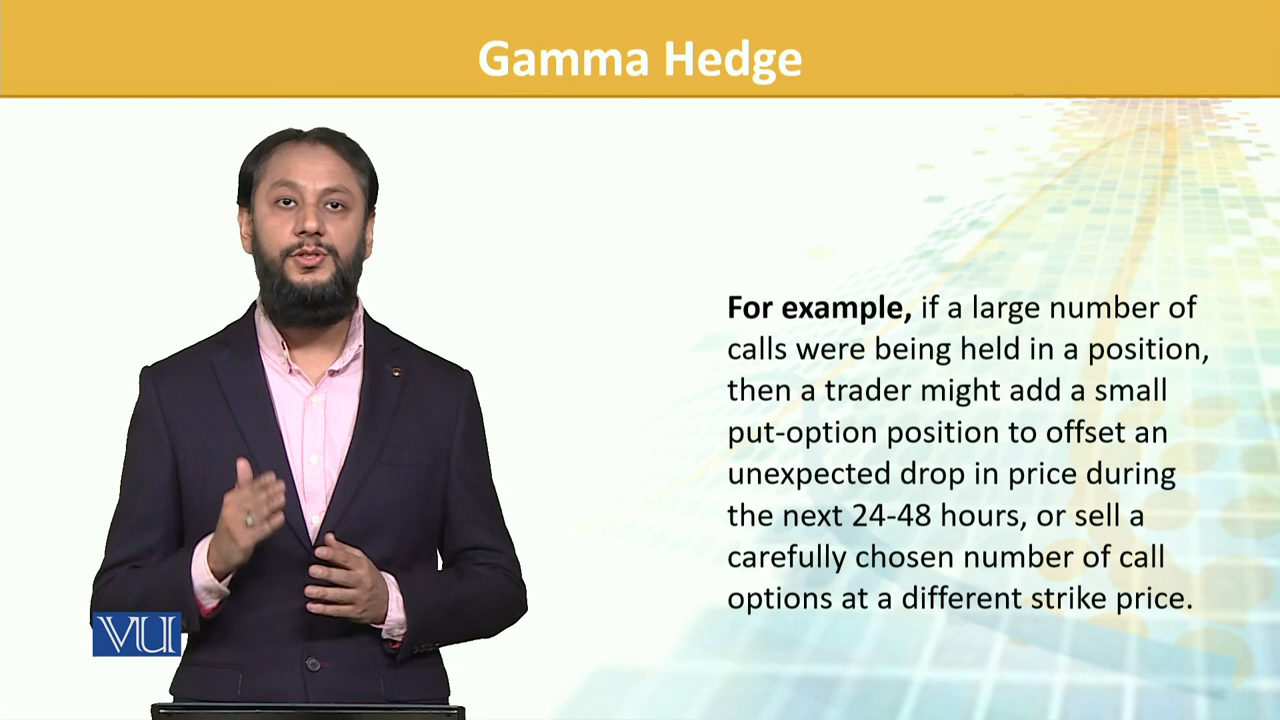 Gamma Hedge
For example, if a large number of
calls were being held in a position,
then a trader might add a small
put-option position to offset an
unexpected drop in price during
the next 24-48 hours, or sell a
carefully chosen number of call
options at a different strike price.
VU